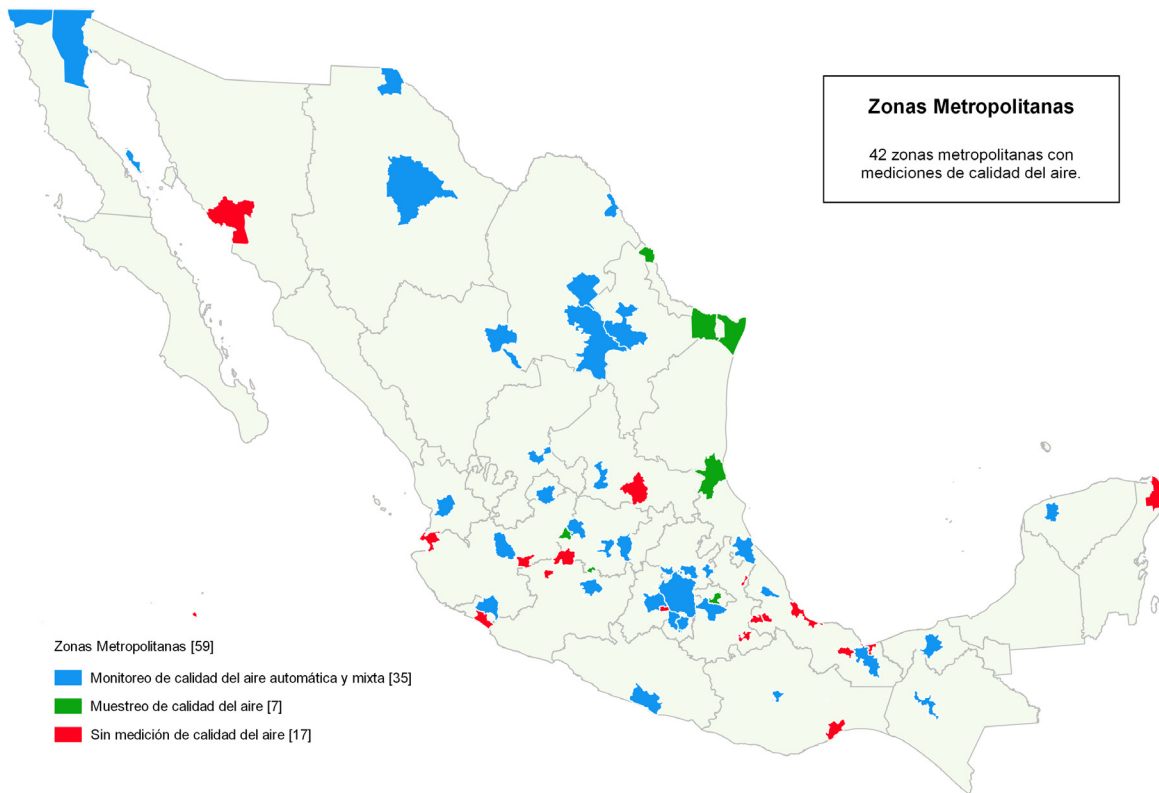 Zonas Metropolitanas
42 zonas metropolitanas con
mediciones de calidad del aire.
Zonas Metropolitanas [59]
Monitoreo de calidad del aire automática y mixta [35]
Muestreo de calidad del aire [7]
Sin medición de calidad del aire [17]